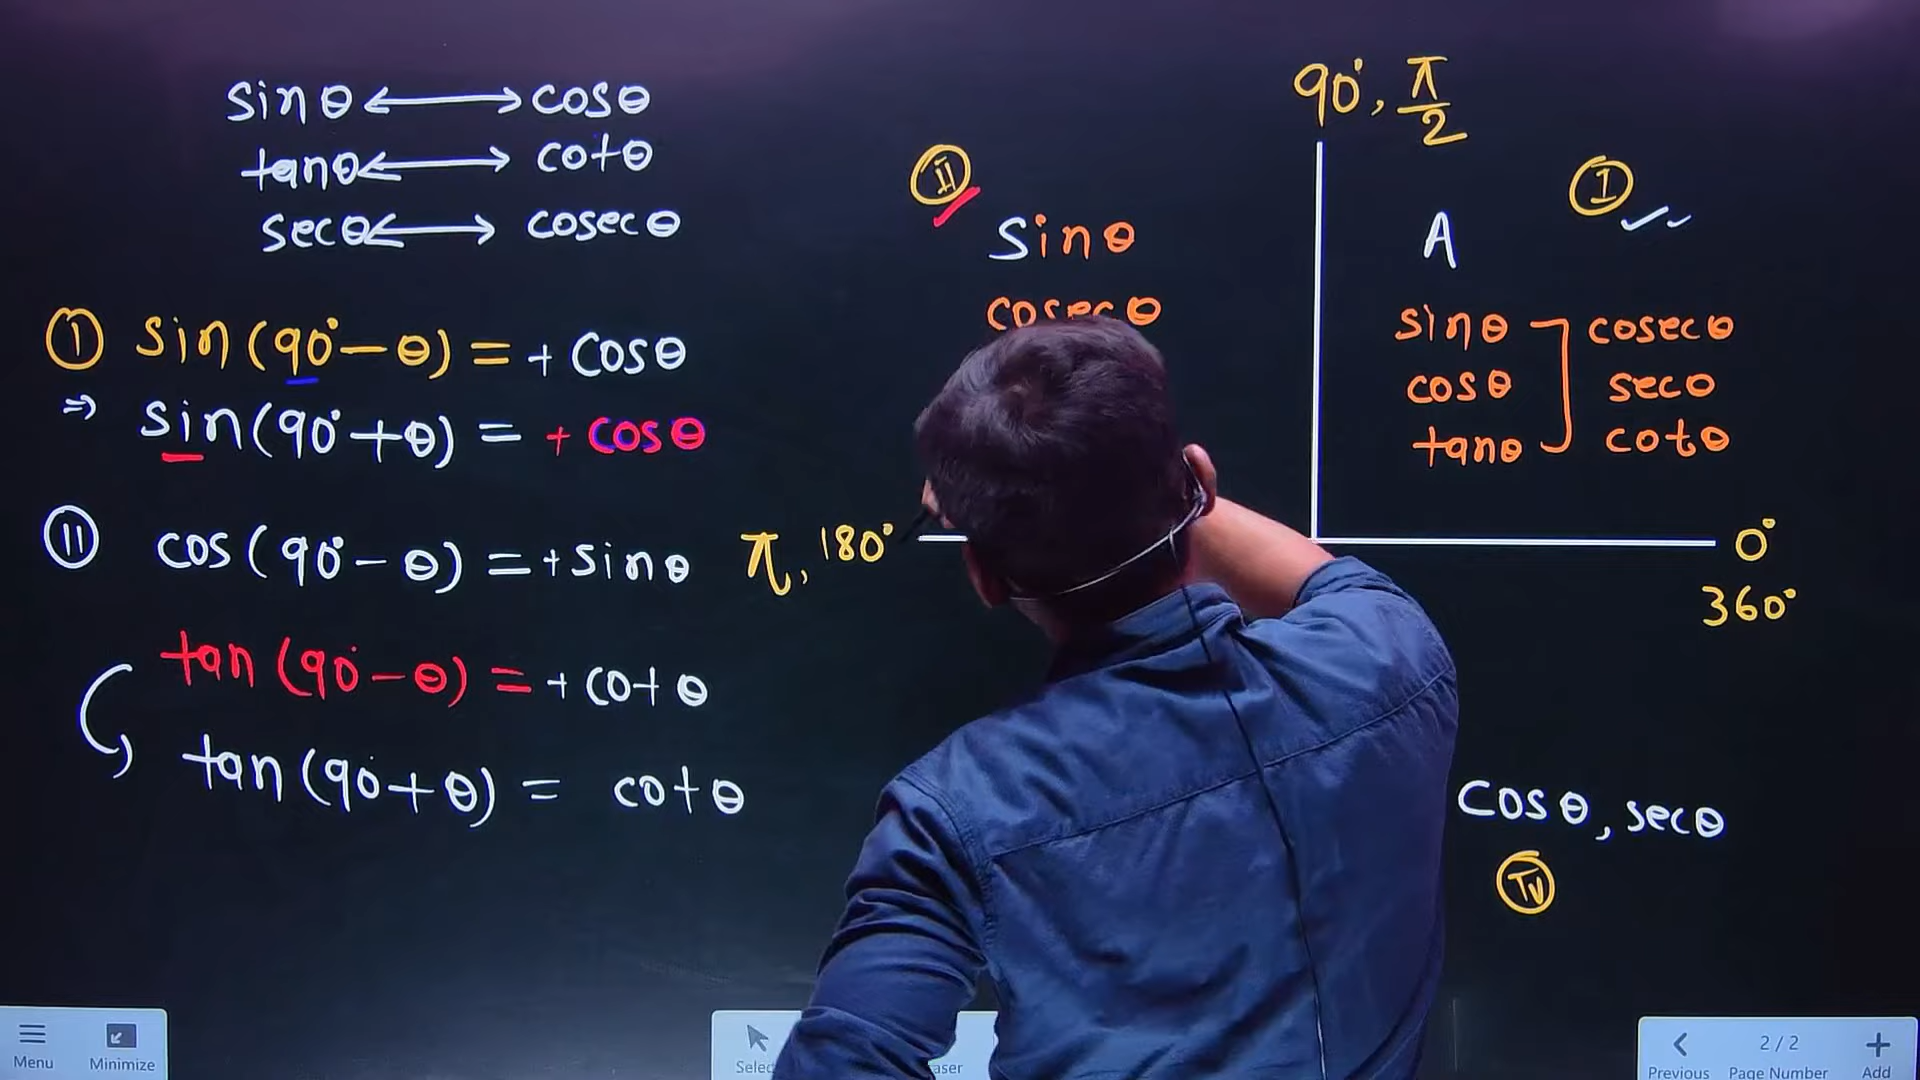 sinθ ⟷ cosθ
tanθ ⟷ cotθ
secθ ⟷ cosecθ
I sin(90°-θ) = + cosθ
⇒ sin(90°+θ) = + cosθ
II cos(90°-θ) = +sinθ
tan(90°-θ) = +cotθ
tan(90°+θ) = cotθ
II
sinθ
cosecθ
π, 180°
90°, π/2
I
A
sinθ cosecθ
cosθ secθ
tanθ cotθ
0°
360°
cosθ, secθ
IV
Menu
Minimize
Previous
2 / 2
Page Number
Add